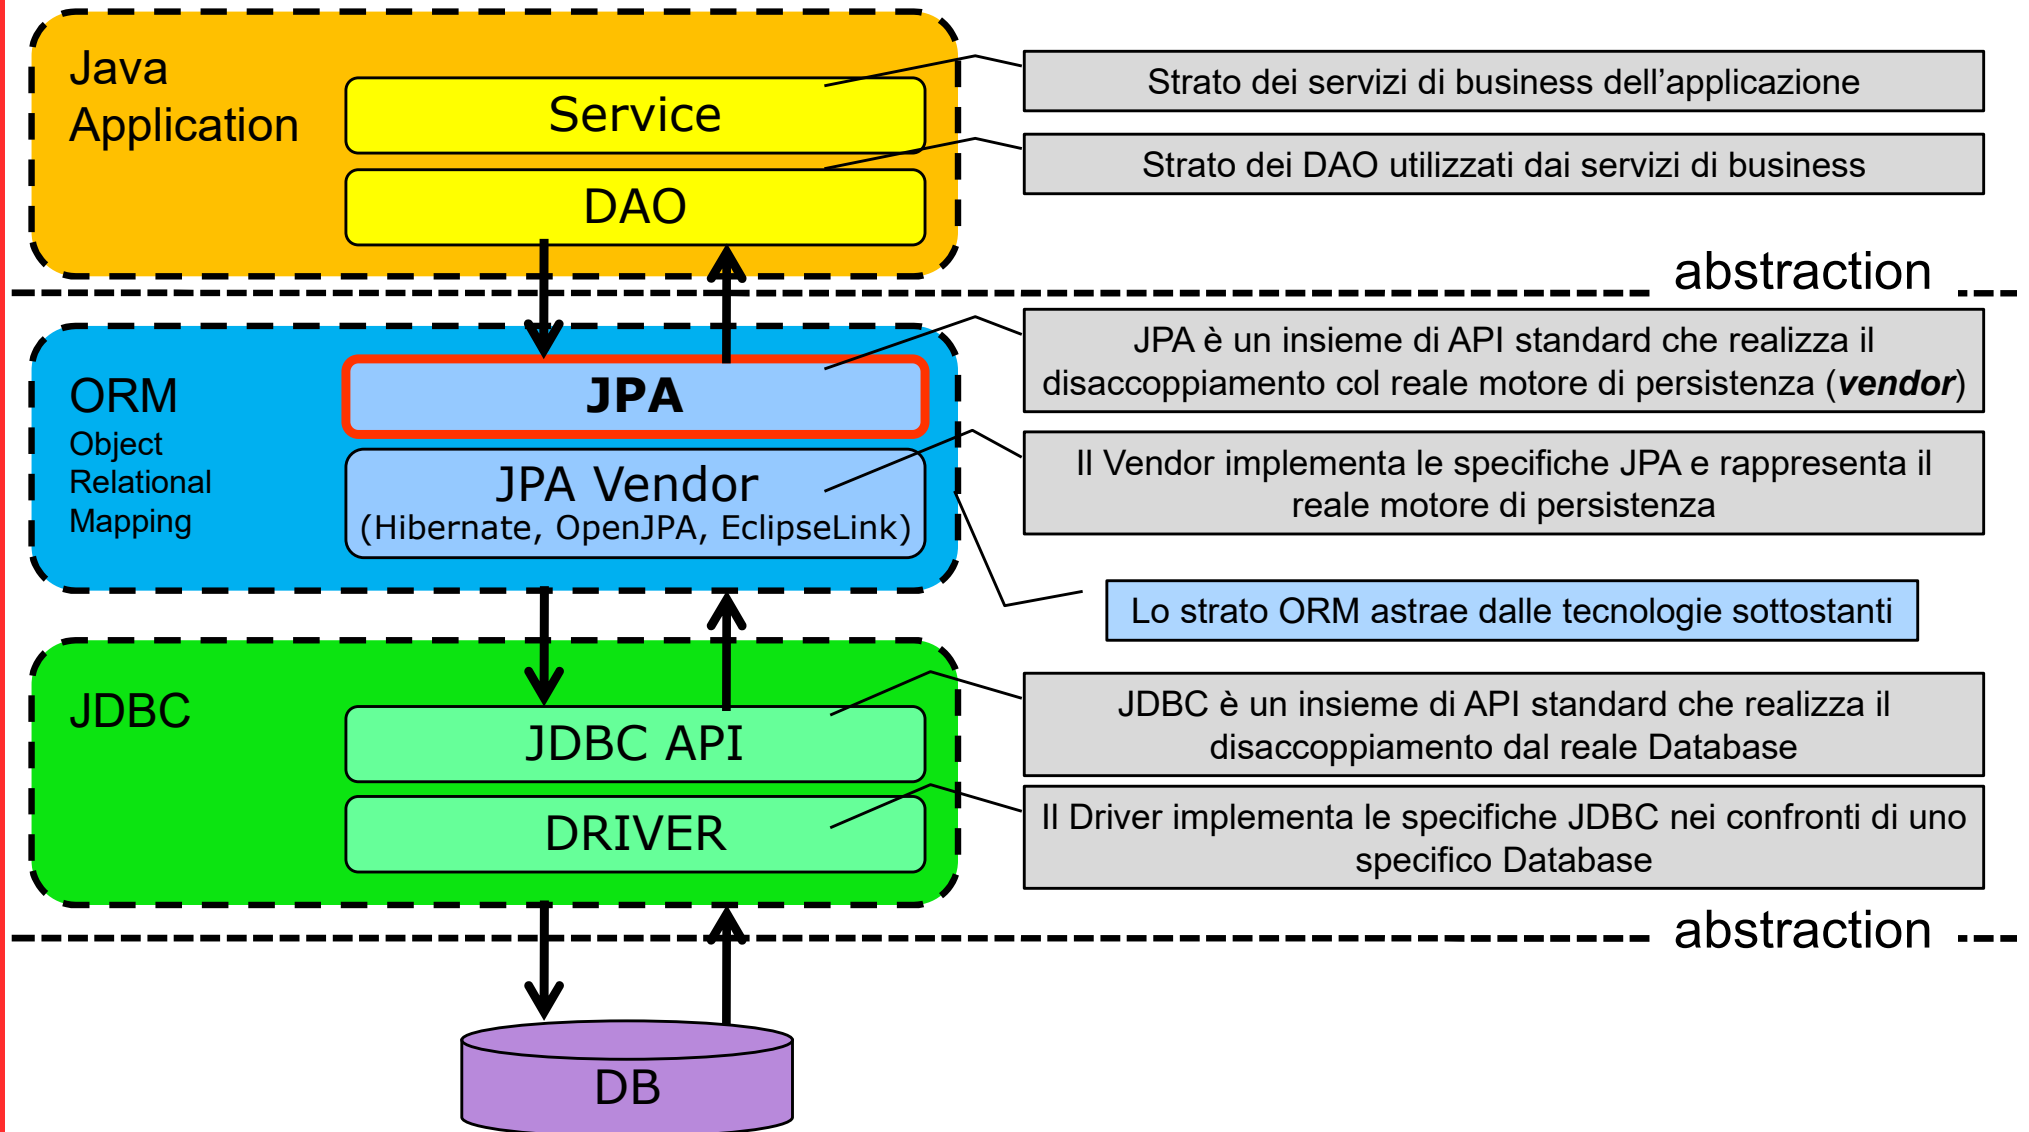 Java
Application
Service
DAO
Strato dei servizi di business dell’applicazione
Strato dei DAO utilizzati dai servizi di business
abstraction
ORM
Object
Relational
Mapping
JPA
JPA Vendor
(Hibernate, OpenJPA, EclipseLink)
JPA è un insieme di API standard che realizza il
disaccoppiamento col reale motore di persistenza (vendor)
Il Vendor implementa le specifiche JPA e rappresenta il
reale motore di persistenza
Lo strato ORM astrae dalle tecnologie sottostanti
JDBC
JDBC API
DRIVER
JDBC è un insieme di API standard che realizza il
disaccoppiamento dal reale Database
Il Driver implementa le specifiche JDBC nei confronti di uno
specifico Database
abstraction
DB